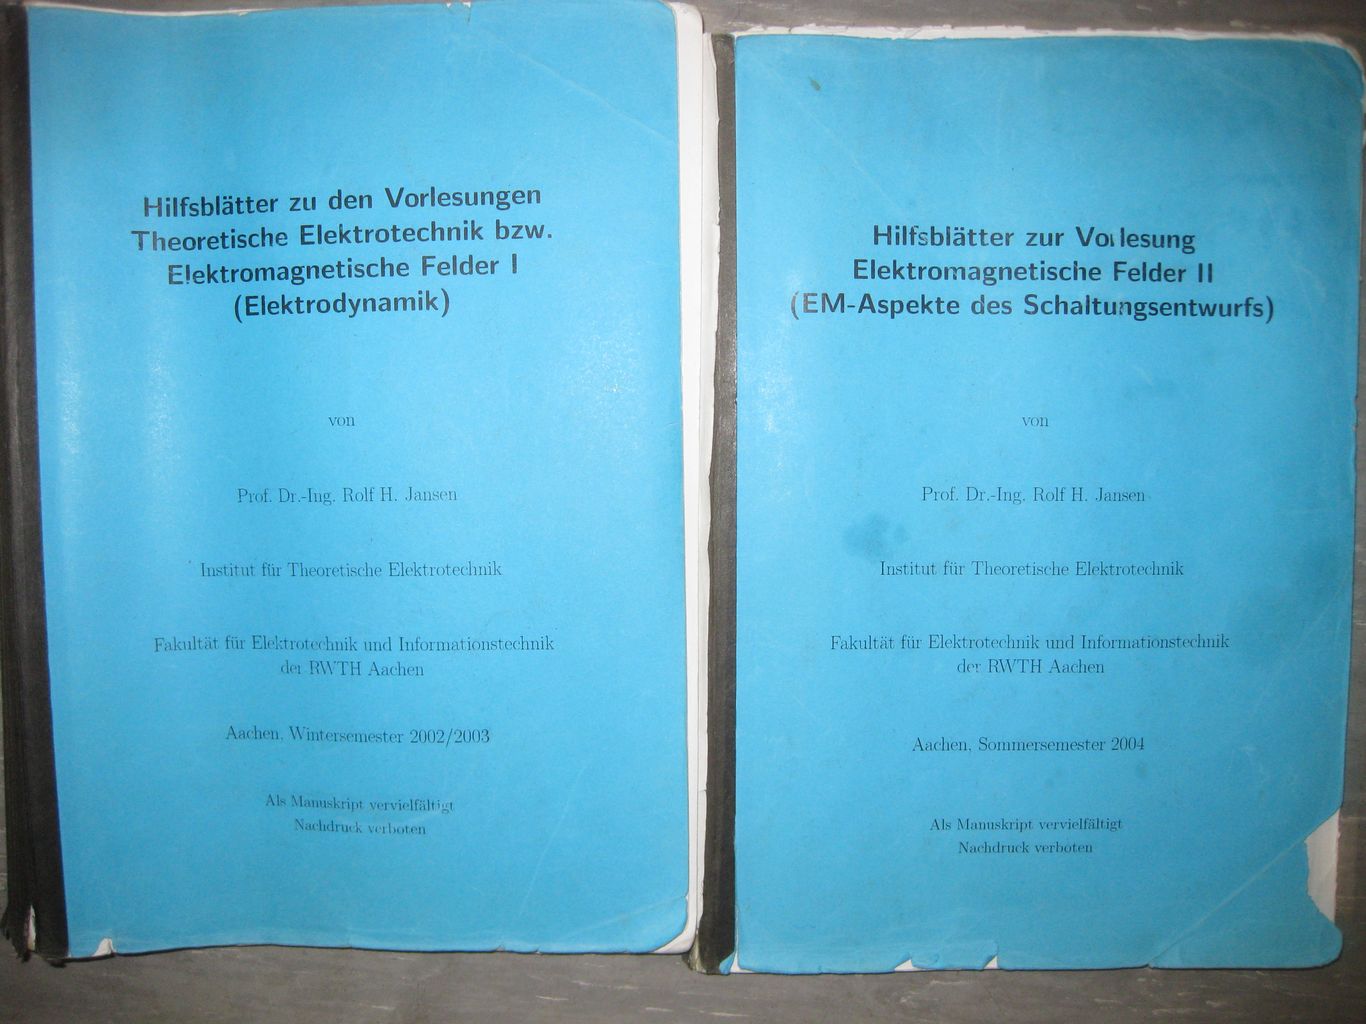 Hilfsblätter zu den Vorlesungen
Theoretische Elektrotechnik bzw.
Elektromagnetische Felder I
(Elektrodynamik)
von
Prof. Dr.-Ing. Rolf H. Jansen
Institut für Theoretische Elektrotechnik
Fakultät für Elektrotechnik und Informationstechnik
der RWTH Aachen
Aachen, Wintersemester 2002/2003
Als Manuskript vervielfältigt
Nachdruck verboten
Hilfsblätter zur Vorlesung
Elektromagnetische Felder II
(EM-Aspekte des Schaltungsentwurfs)
von
Prof. Dr.-Ing. Rolf H. Jansen
Institut für Theoretische Elektrotechnik
Fakultät für Elektrotechnik und Informationstechnik
der RWTH Aachen
Aachen, Sommersemester 2004
Als Manuskript vervielfältigt
Nachdruck verboten